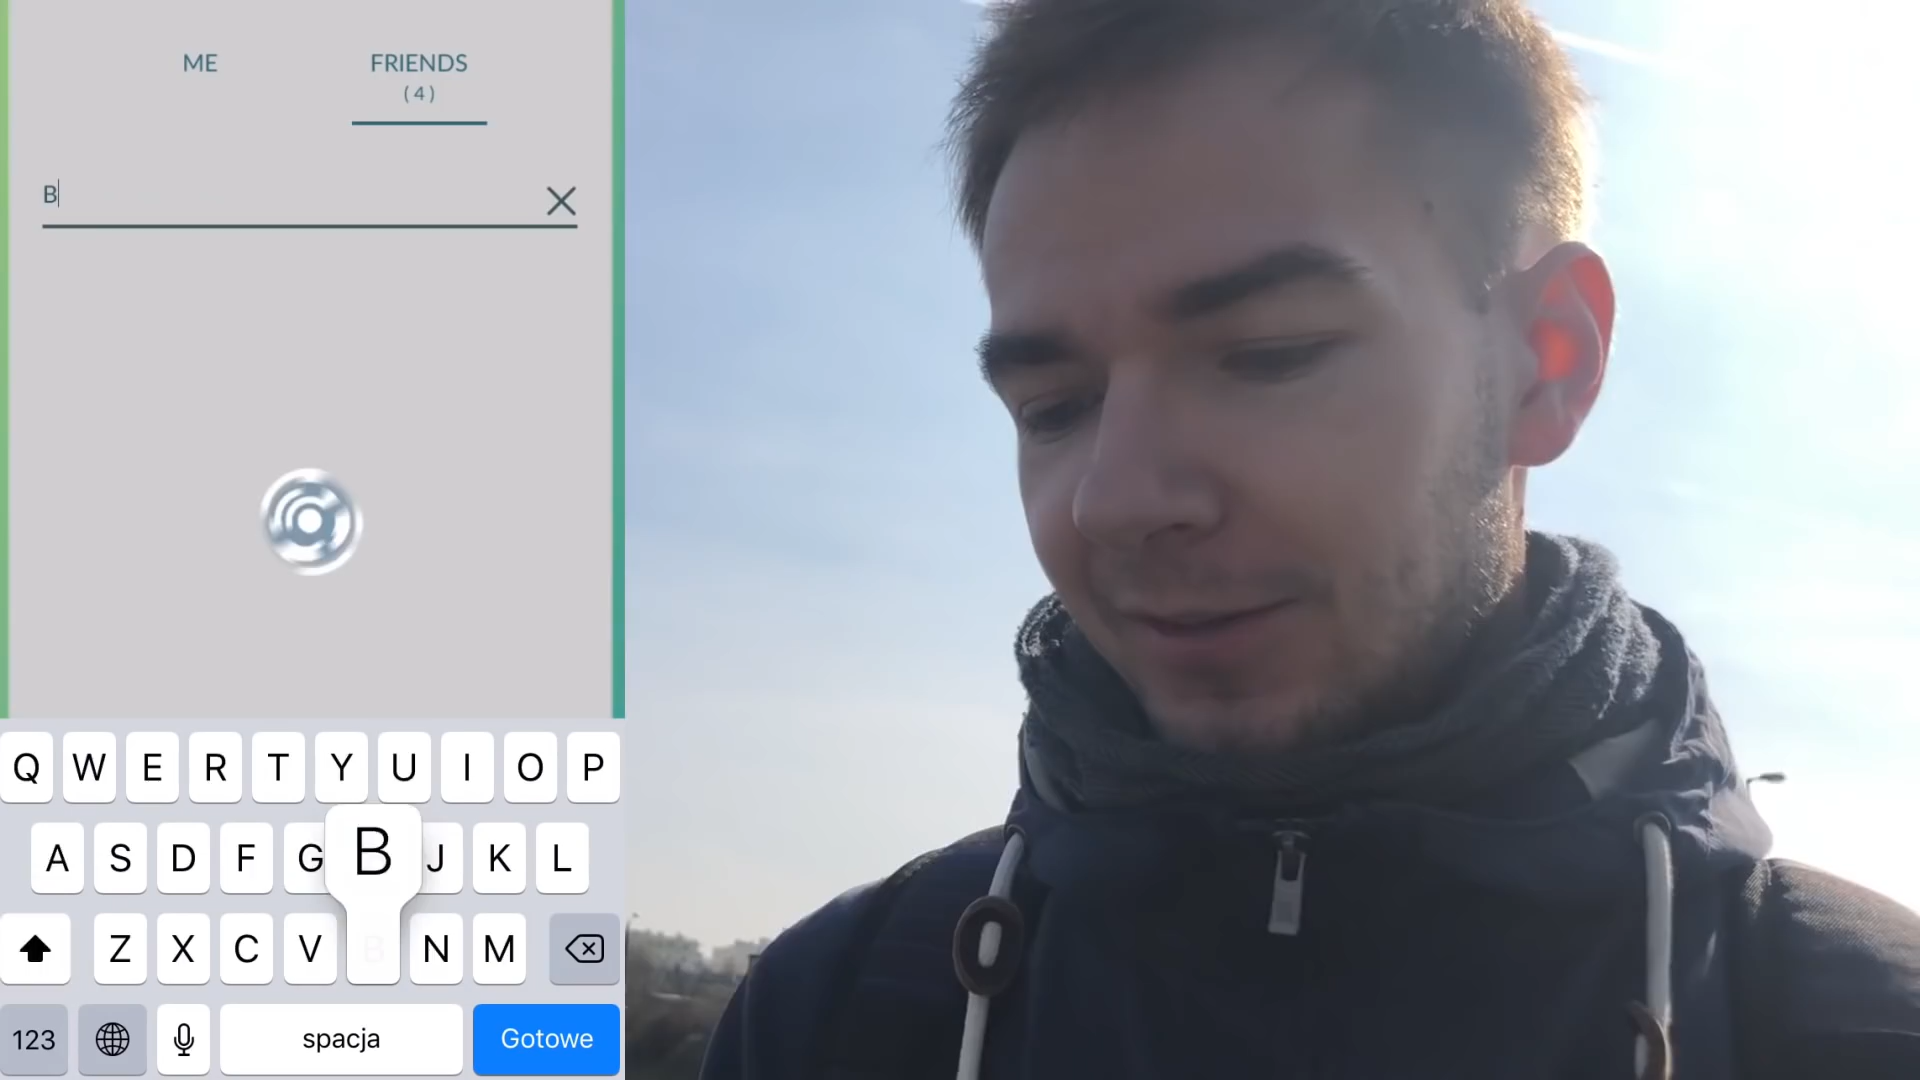 ME FRIENDS
(4)
B
Q W E R T Y U I O P
A S D F G B J K L
Z X C V B N M
123 spacja Gotowe